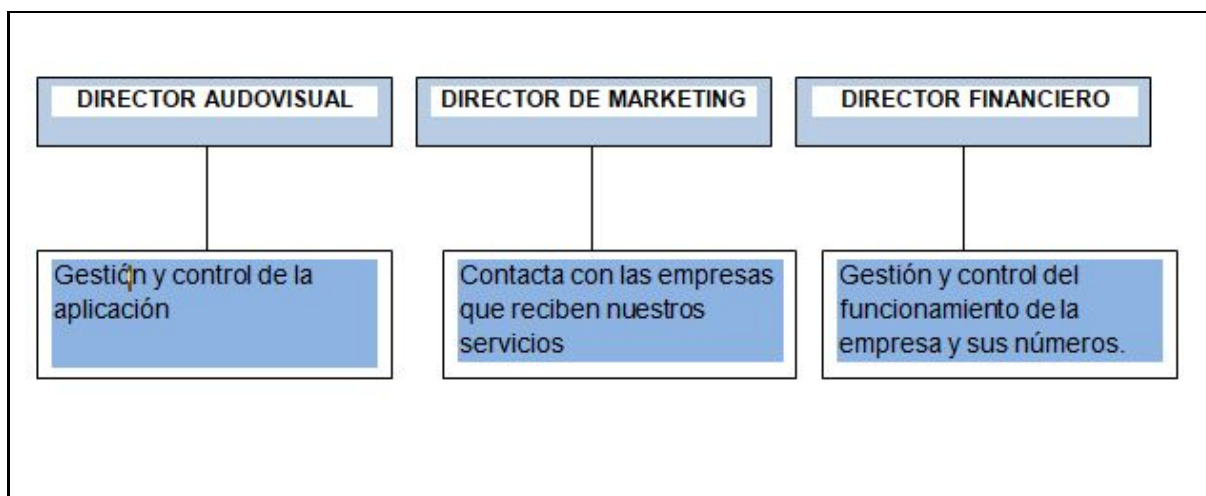 DIRECTOR AUDOVISUAL
Gestión y control de la
aplicación
DIRECTOR DE MARKETING
Contacta con las empresas
que reciben nuestros
servicios
DIRECTOR FINANCIERO
Gestión y control del
funcionamiento de la
empresa y sus números.